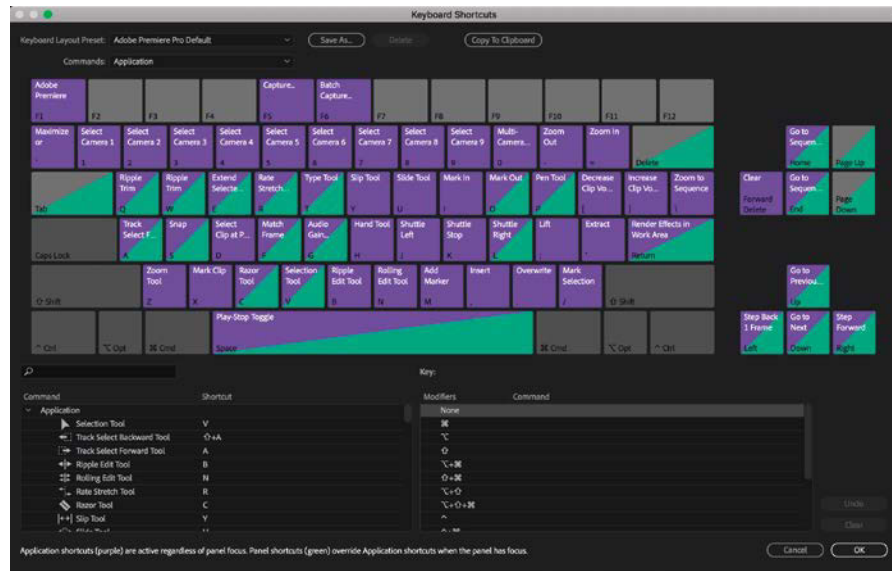 Keyboard Shortcuts
Keyboard Layout Preset: Adobe Premiere Pro Default
Save As...
Delete
Copy To Clipboard
Commands: Application
Adobe Premiere
F1
F2
F3
F4
Capture...
F5
Batch Capture...
F6
F7
F8
F9
F10
F11
F12
Maximize or
Select Camera 1
1
Select Camera 2
2
Select Camera 3
3
Select Camera 4
4
Select Camera 5
5
Select Camera 6
6
Select Camera 7
7
Select Camera 8
8
Select Camera 9
9
Multi-Camera...
0
Zoom Out
-
Zoom In
=
Delete
Go to Sequen...
Home
Page Up
Tab
Ripple Trim
Q
Ripple Trim
W
Extend Selecte...
E
Rate Stretch...
R
Type Tool
T
Slip Tool
Y
Slide Tool
U
Mark In
I
Mark Out
O
Pen Tool
P
Decrease Clip Vo...
[
Increase Clip Vo...
]
Zoom to Sequence
\
Clear
Forward Delete
Go to Sequen...
End
Page Down
Caps Lock
Track Select F...
A
Snap
S
Select Clip at P...
D
Match Frame
F
Audio Gain...
G
Hand Tool
H
Shuttle Left
J
Shuttle Stop
K
Shuttle Right
L
Lift
;
Extract
'
Render Effects in Work Area
Return
⇧ Shift
Zoom Tool
Z
Mark Clip
X
Razor Tool
C
Selection Tool
V
Ripple Edit Tool
B
Rolling Edit Tool
N
Add Marker
M
Insert
,
Overwrite
.
Mark Selection
/
⇧ Shift
Go to Previou...
Up
^ Ctrl
⌥ Opt
⌘ Cmd
Play-Stop Toggle
Space
⌘ Cmd
⌥ Opt
^ Ctrl
Step Back 1 Frame
Left
Go to Next
Down
Step Forward
Right
Key:
Command Shortcut
Application
Selection Tool V
Track Select Backward Tool ⇧+A
Track Select Forward Tool A
Ripple Edit Tool B
Rolling Edit Tool N
Rate Stretch Tool R
Razor Tool C
Slip Tool Y
Slide Tool U
Modifiers Command
None
⌘
⌥
⇧
⌥+⌘
⇧+⌘
⌥+⇧
⌥+⇧+⌘
^
^+⌘
Undo
Clear
Application shortcuts (purple) are active regardless of panel focus. Panel shortcuts (green) override Application shortcuts when the panel has focus.
Cancel
OK